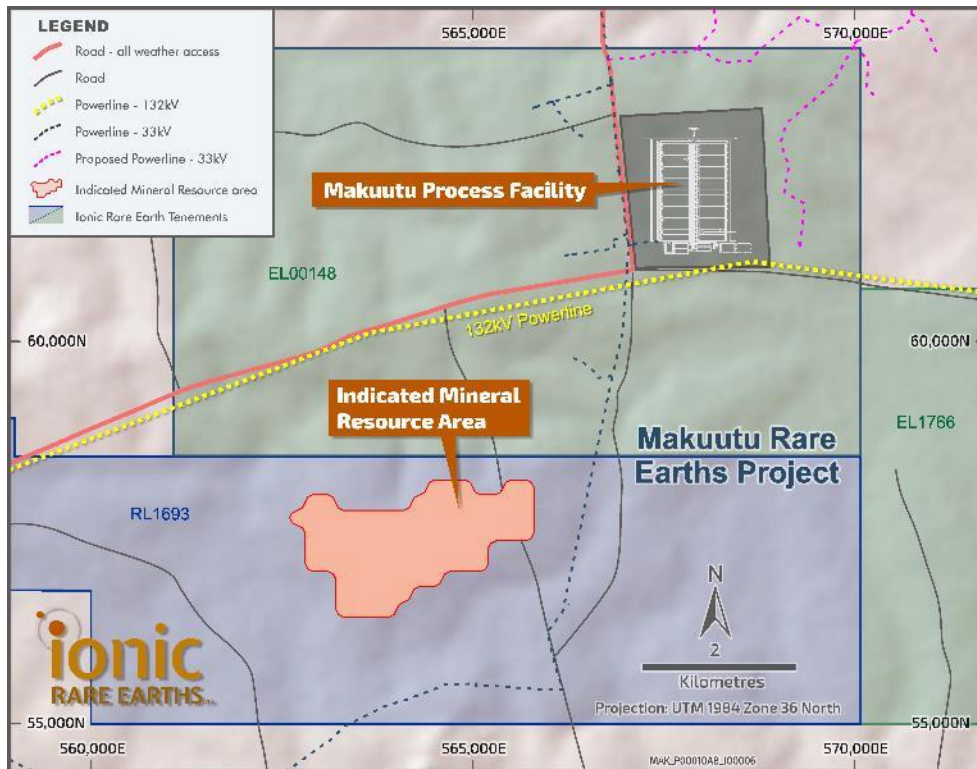 LEGEND
Road - all weather access
Road
Powerline - 132kV
Powerline - 33kV
Proposed Powerline - 33kV
Indicated Mineral Resource area
Ionic Rare Earth Tenements
565,000E
570,000E
Makuutu Process Facility
EL00148
132kV Powerline
60,000N
60,000N
Indicated Mineral
Resource Area
EL1766
Makuutu Rare
Earths Project
RL1693
N
2
Kilometres
Projection: UTM 1984 Zone 36 North
ionic
RARE EARTHS
55,000N
55,000N
560,000E
565,000E
570,000E